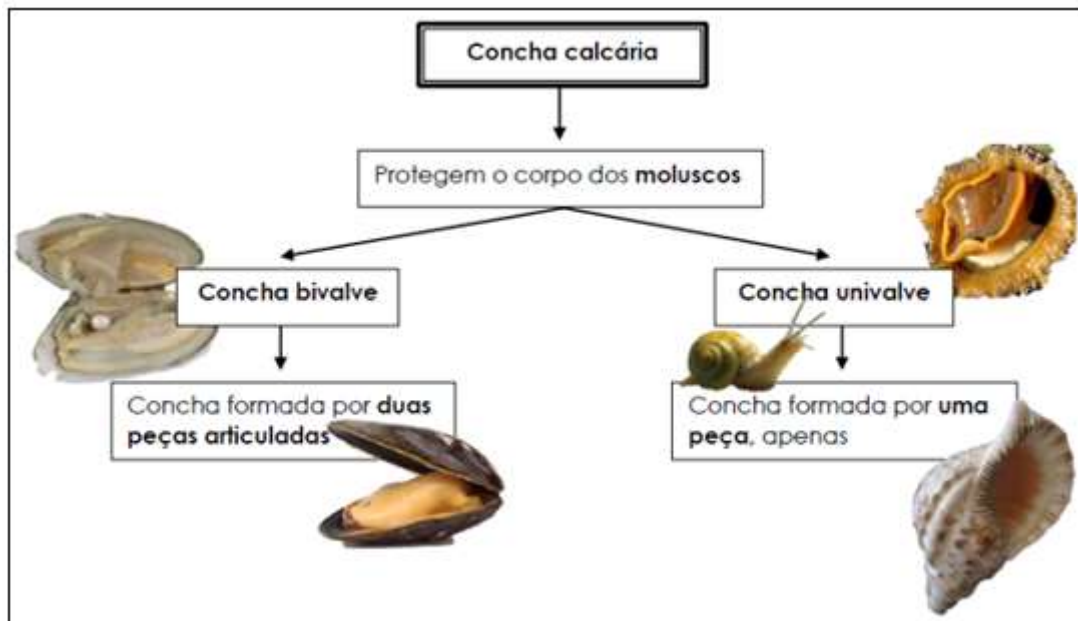 Concha calcária
Protegem o corpo dos moluscos
Concha bivalve
Concha univalve
Concha formada por duas
peças articuladas
Concha formada por uma
peça, apenas